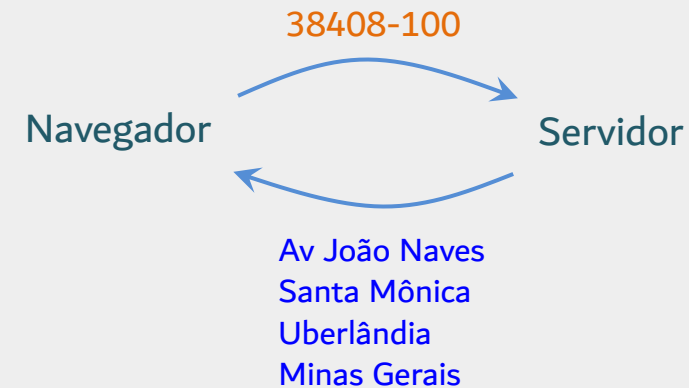 38408-100
Navegador
Servidor
Av João Naves
Santa Mônica
Uberlândia
Minas Gerais